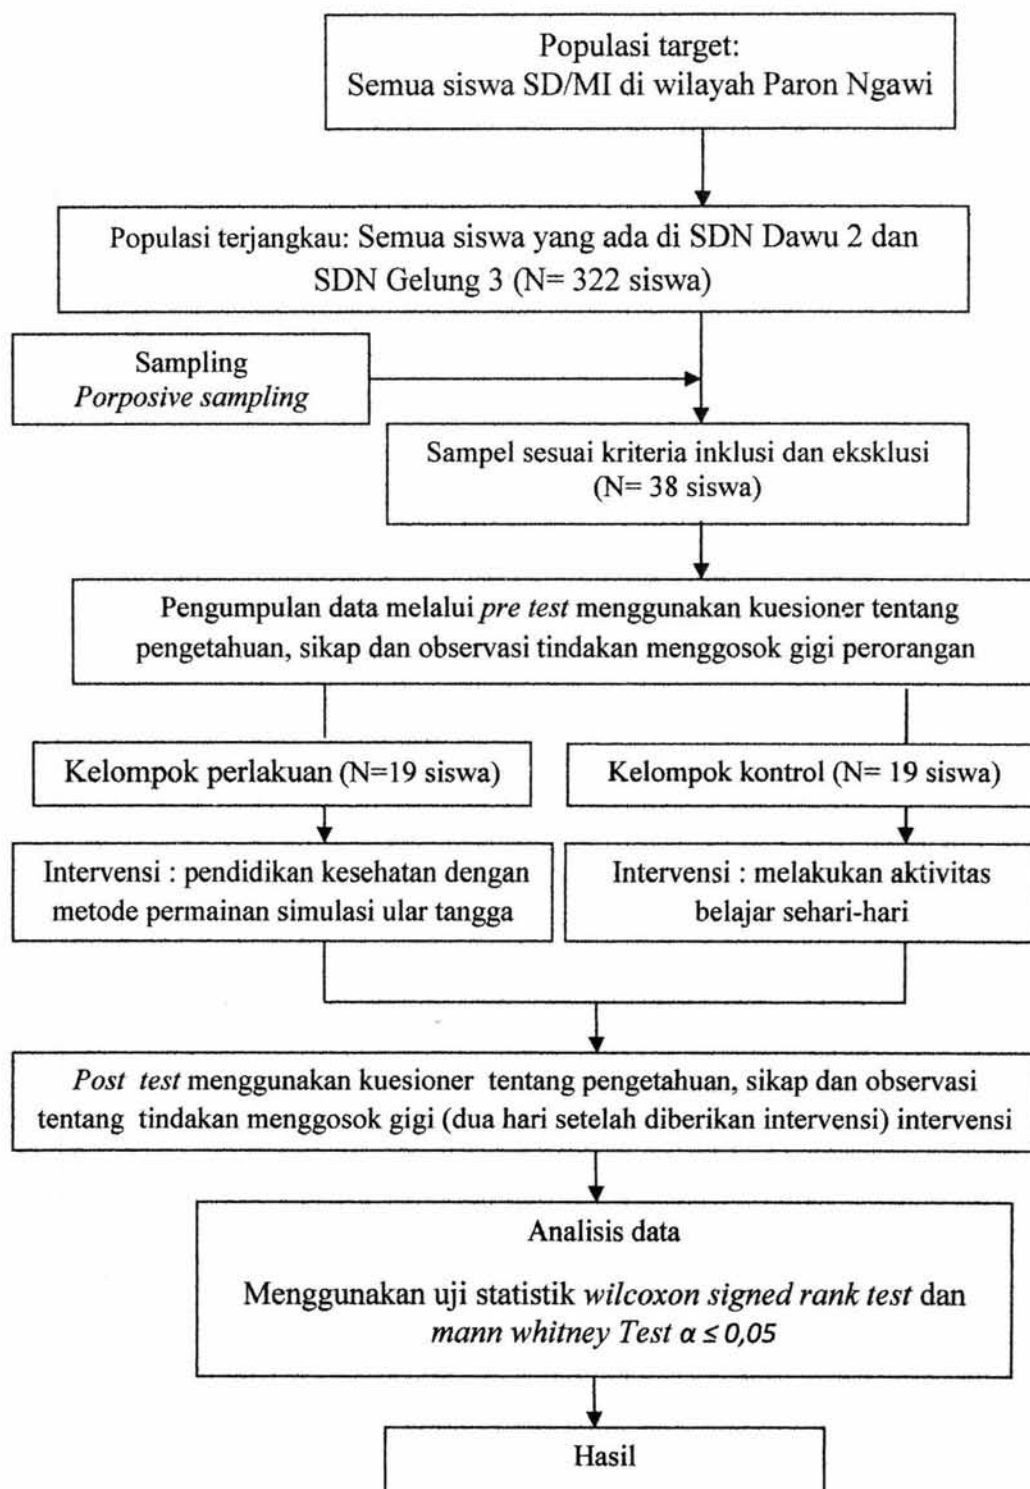 Populasi target:
Semua siswa SD/MI di wilayah Paron Ngawi
Populasi terjangkau: Semua siswa yang ada di SDN Dawu 2 dan
SDN Gelung 3 (N= 322 siswa)
Sampling
Porposive sampling
Sampel sesuai kriteria inklusi dan eksklusi
(N= 38 siswa)
Pengumpulan data melalui pre test menggunakan kuesioner tentang
pengetahuan, sikap dan observasi tindakan menggosok gigi perorangan
Kelompok perlakuan (N=19 siswa)
Kelompok kontrol (N= 19 siswa)
Intervensi : pendidikan kesehatan dengan
metode permainan simulasi ular tangga
Intervensi : melakukan aktivitas
belajar sehari-hari
Post test menggunakan kuesioner tentang pengetahuan, sikap dan observasi
tentang tindakan menggosok gigi (dua hari setelah diberikan intervensi) intervensi
Analisis data
Menggunakan uji statistik wilcoxon signed rank test dan
mann whitney Test α ≤ 0,05
Hasil